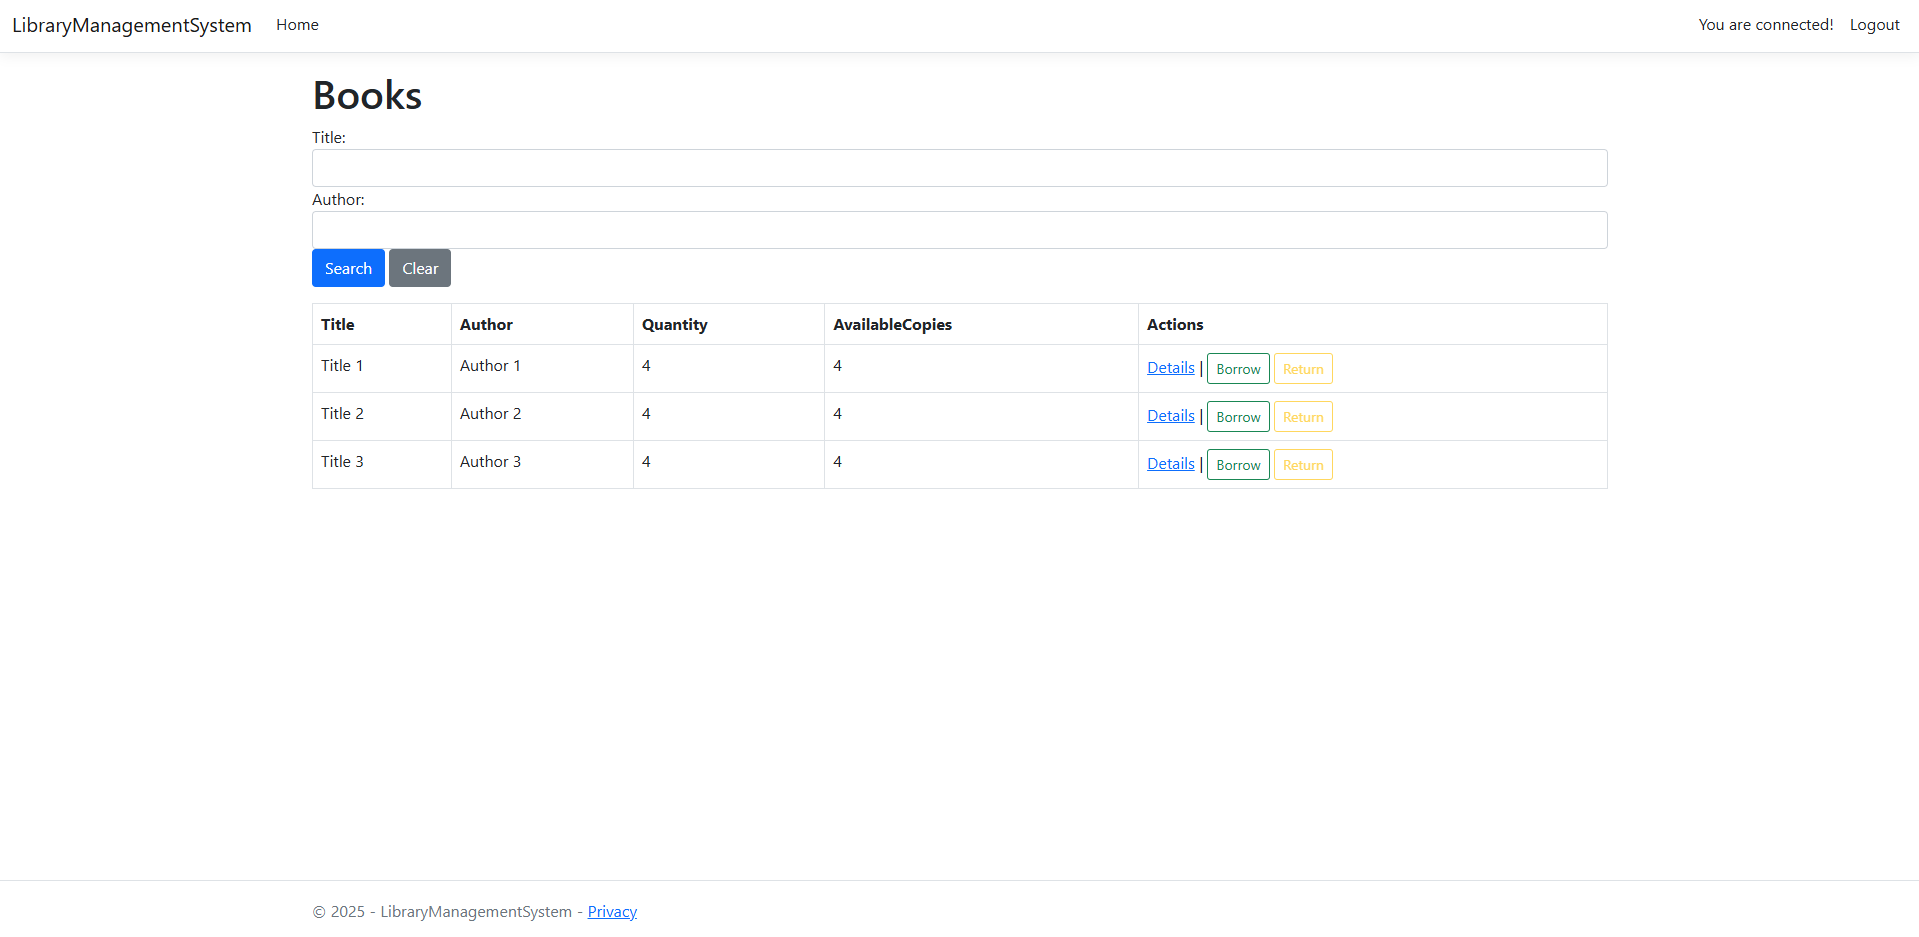 LibraryManagementSystem Home You are connected! Logout
Books
Title:
Author:
Search Clear
Title Author Quantity AvailableCopies Actions
Title 1 Author 1 4 4 Details | Borrow Return
Title 2 Author 2 4 4 Details | Borrow Return
Title 3 Author 3 4 4 Details | Borrow Return
© 2025 - LibraryManagementSystem - Privacy